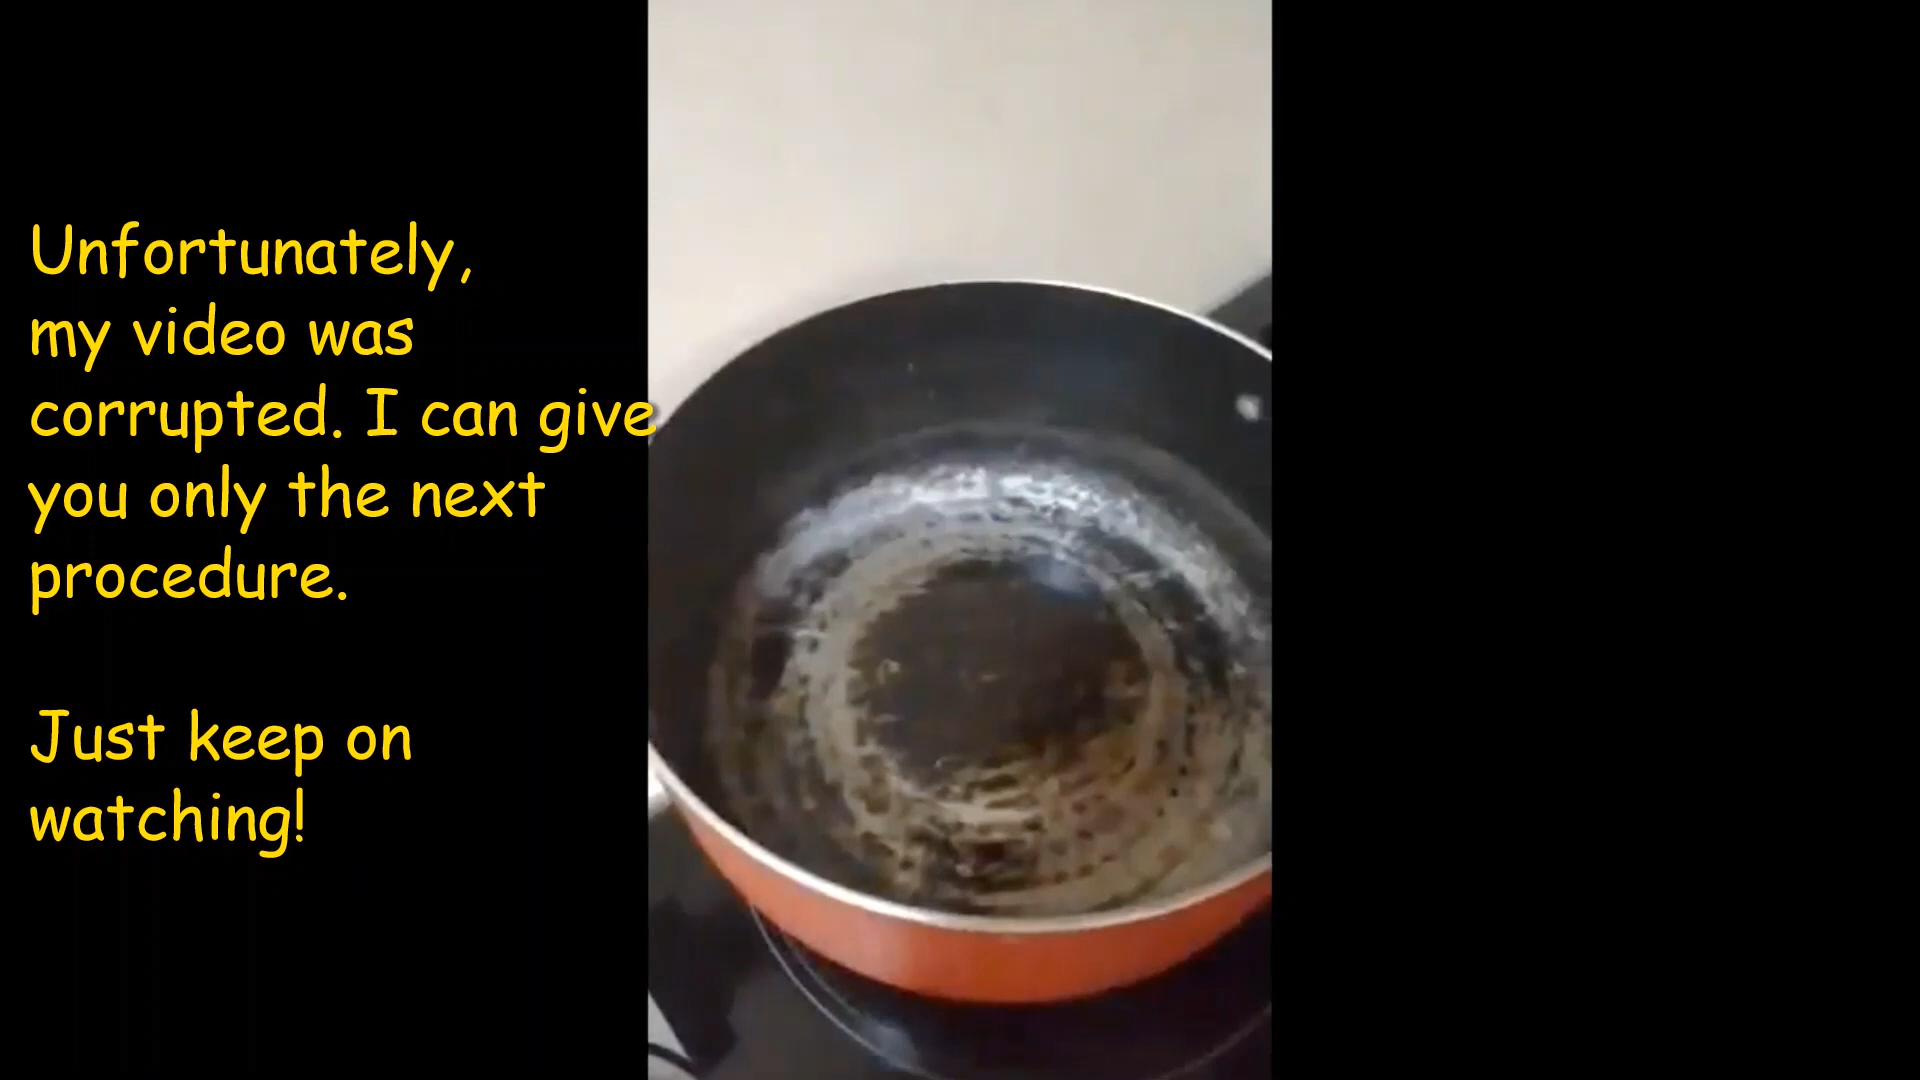 Unfortunately,
my video was
corrupted. I can give
you only the next
procedure.
Just keep on
watching!